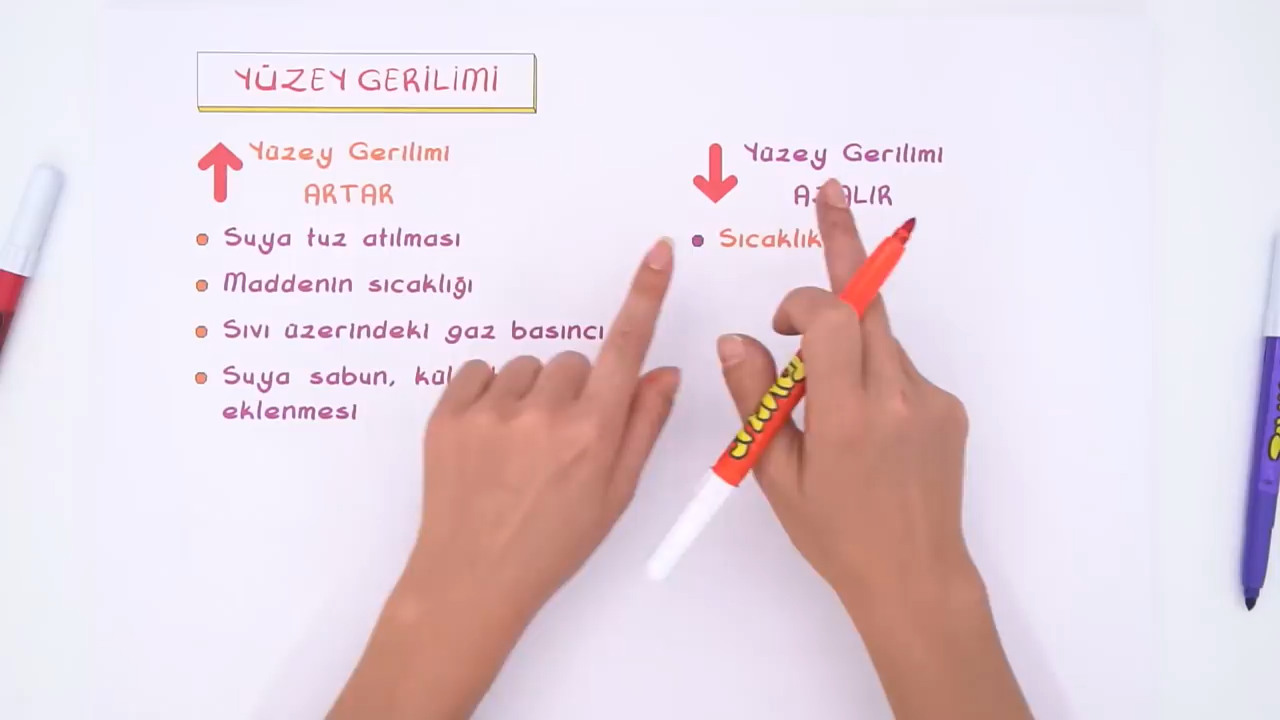 YÜZEY GERİLİMİ
Yüzey Gerilimi
ARTAR
Suya tuz atılması
Maddenin sıcaklığı
Sıvı üzerindeki gaz basıncı
Suya sabun,
eklenmesi
Yüzey Gerilimi
Sıcaklık